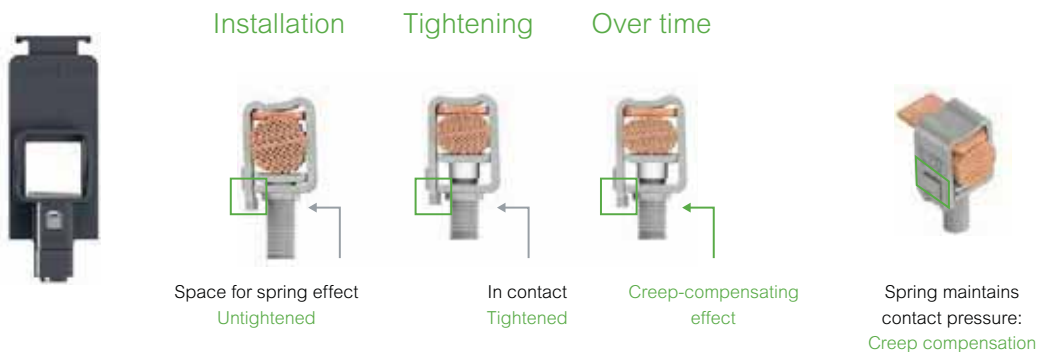 Installation
Tightening
Over time
Space for spring effect
Untightened
In contact
Tightened
Creep-compensating
effect
Spring maintains
contact pressure:
Creep compensation